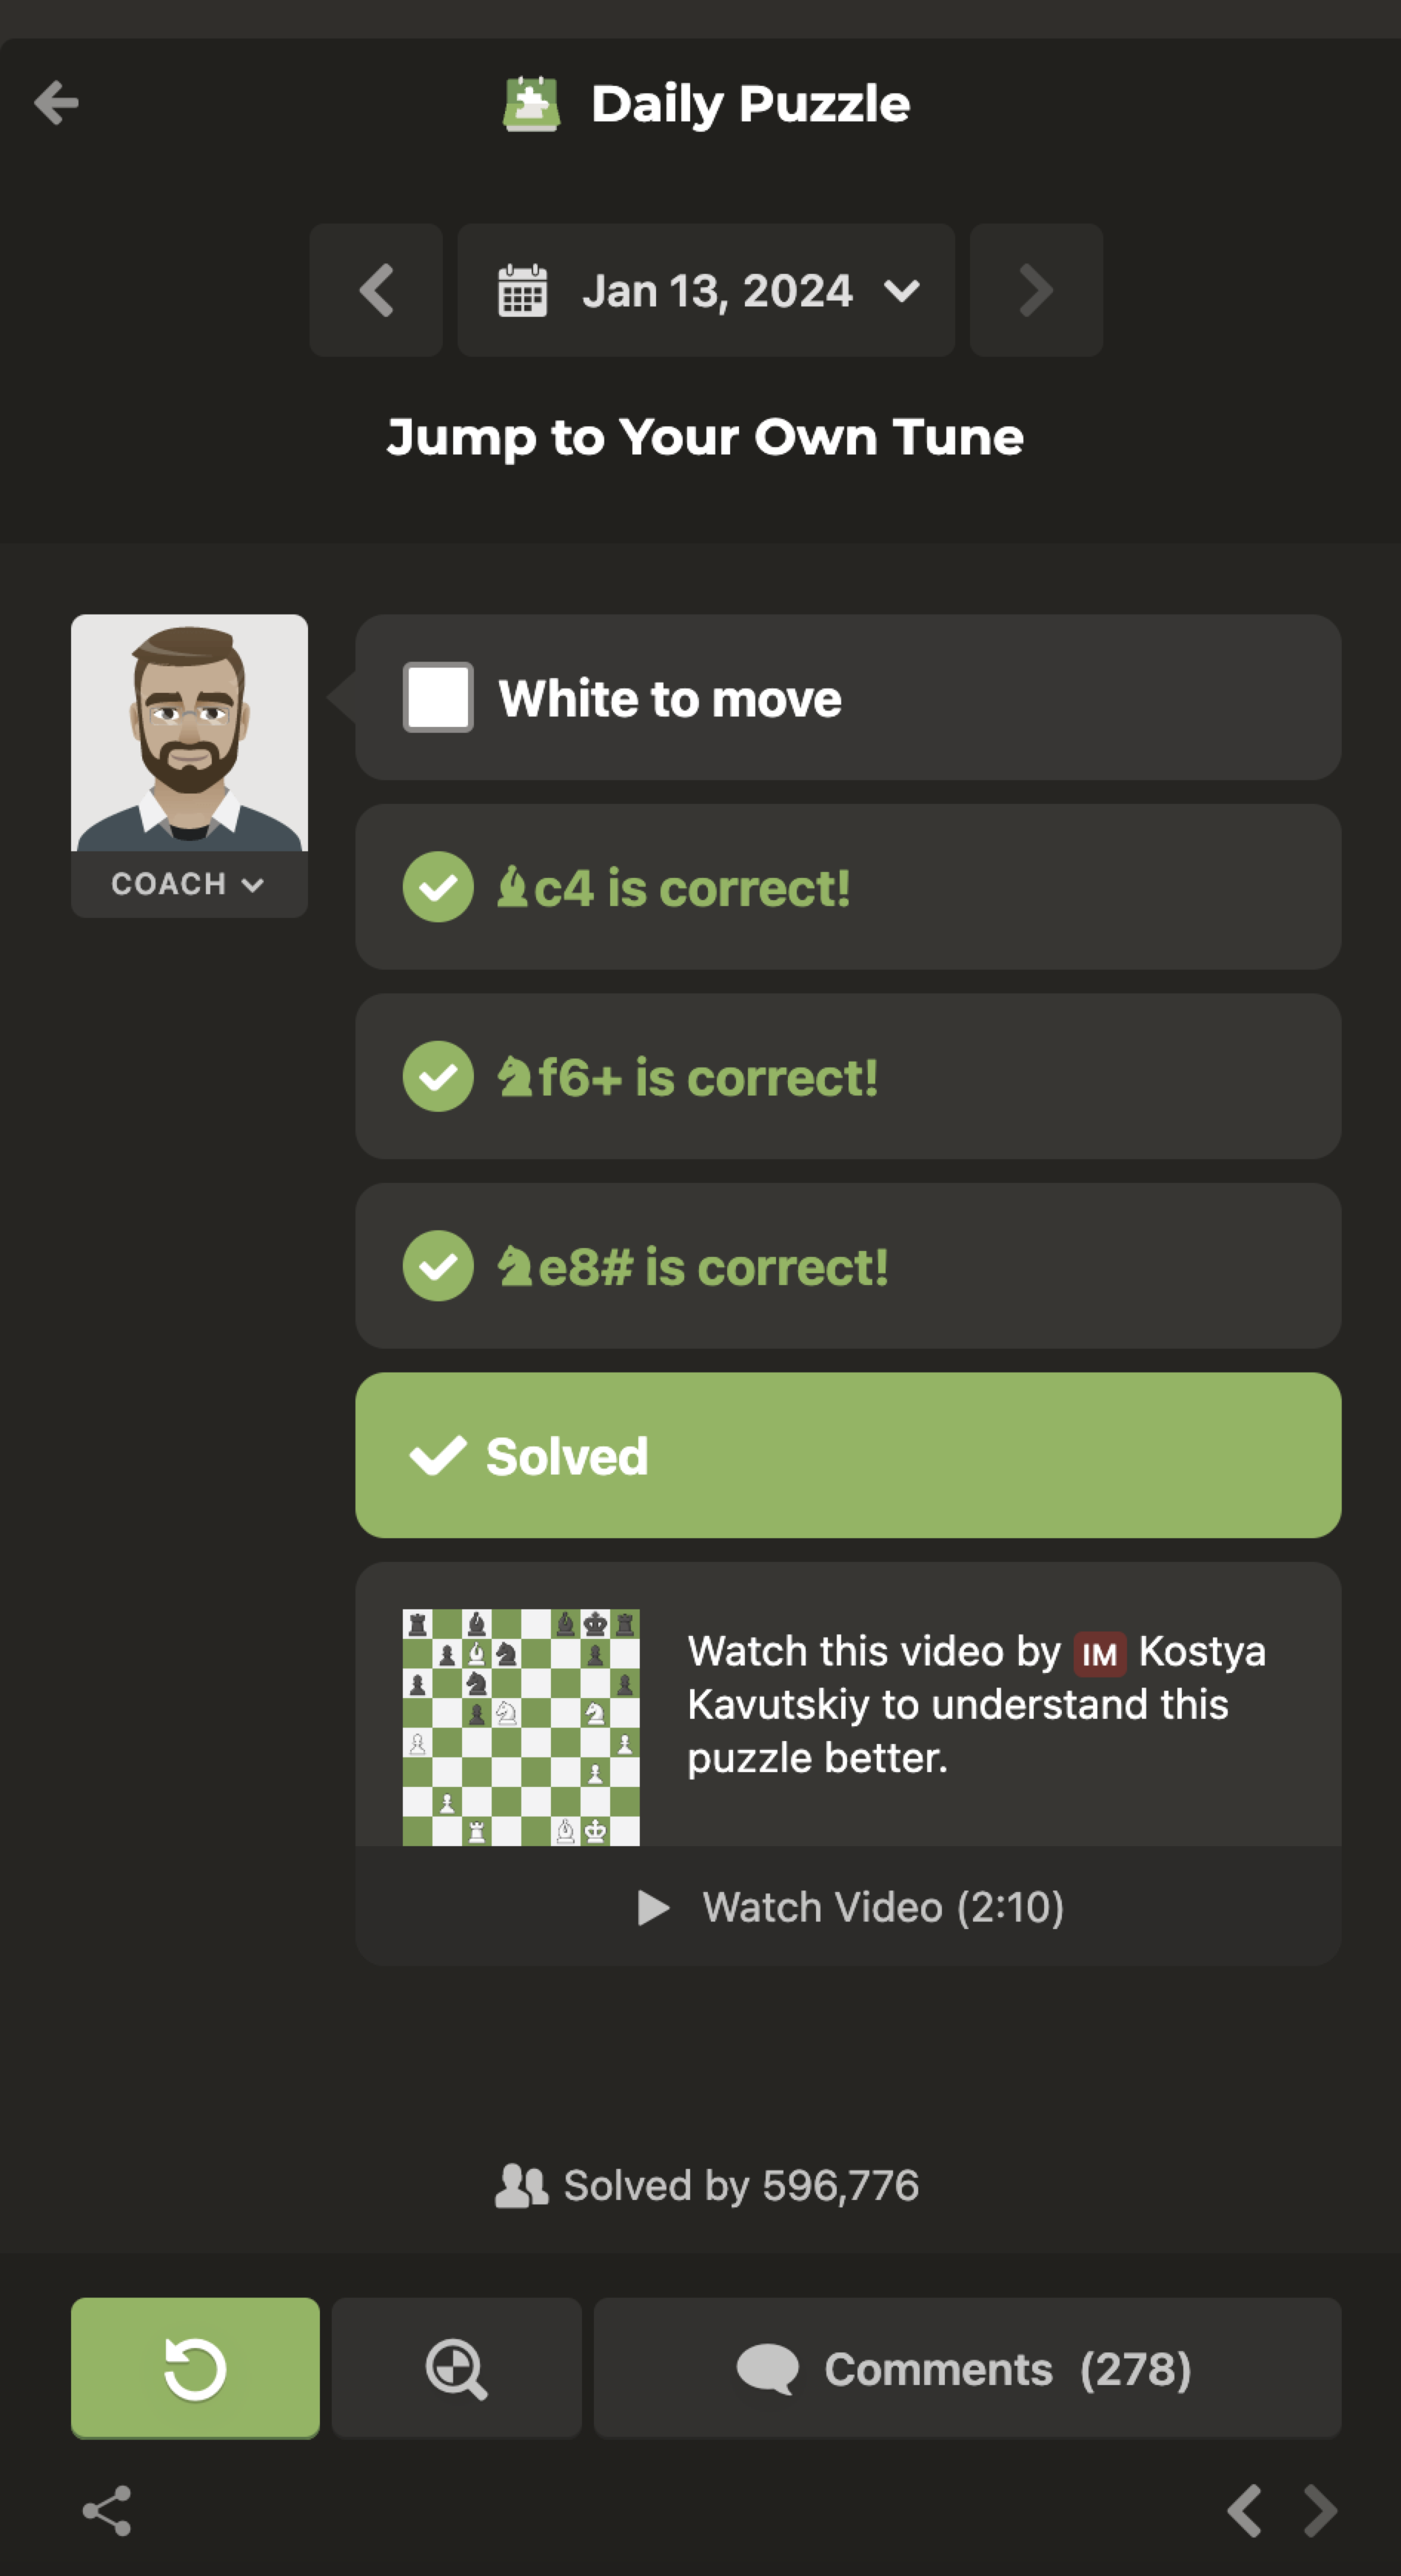 Daily Puzzle
Jan 13, 2024
Jump to Your Own Tune
White to move
COACH
♝c4 is correct!
♞f6+ is correct!
♞e8# is correct!
Solved
Watch this video by IM Kostya
Kavutskiy to understand this
puzzle better.
Watch Video (2:10)
Solved by 596,776
Comments (278)